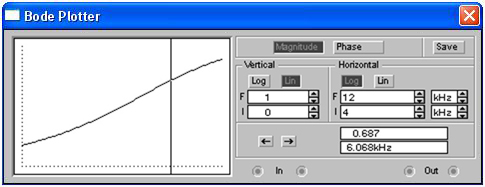 Bode Plotter
Magnitude Phase Save
Vertical Horizontal
Log Lin Log Lin
F 1 F 12 kHz
I 0 I 4 kHz
0.687
6.068kHz
In Out